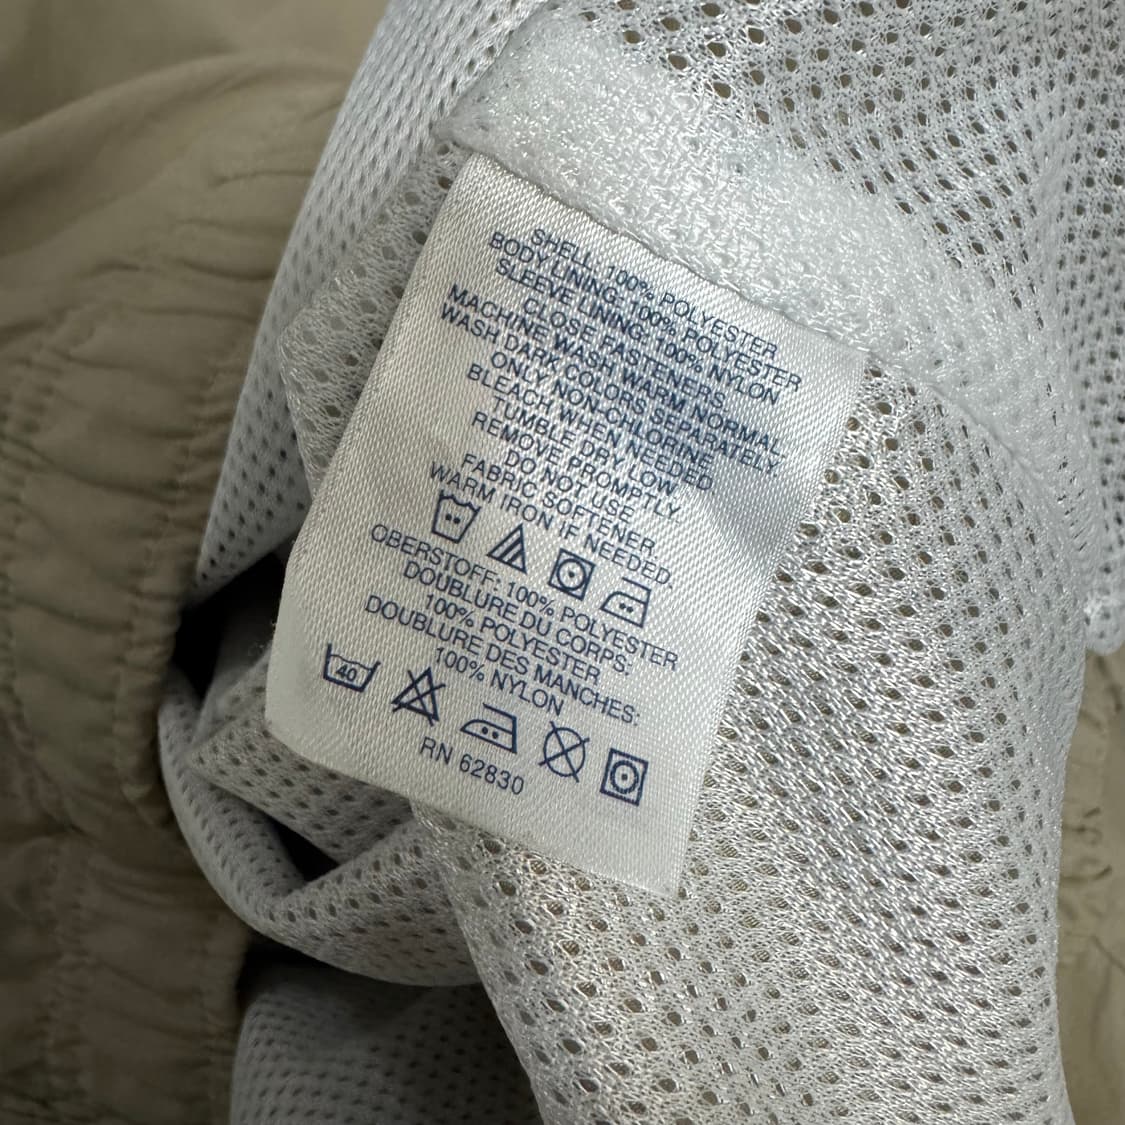 SHELL: 100% POLYESTER
BODY LINING: 100% POLYESTER
SLEEVE LINING: 100% NYLON
CLOSE FASTENERS.
MACHINE WASH WARM NORMAL.
WASH DARK COLORS SEPARATELY.
ONLY NON-CHLORINE
BLEACH WHEN NEEDED.
TUMBLE DRY LOW.
REMOVE PROMPTLY.
DO NOT USE
FABRIC SOFTENER.
WARM IRON IF NEEDED.
OBERSTOFF: 100% POLYESTER
DOUBLURE DU CORPS:
100% POLYESTER
DOUBLURE DES MANCHES:
100% NYLON
40
RN 62830